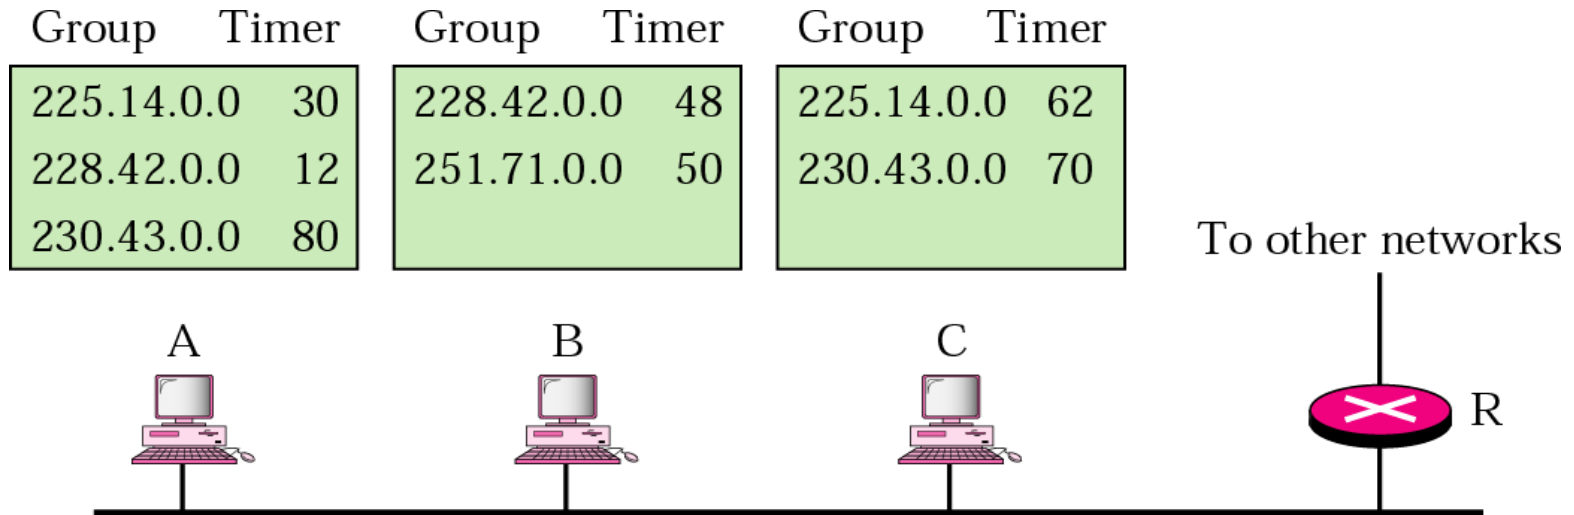 Group Timer Group Timer Group Timer
225.14.0.0 30
228.42.0.0 12
230.43.0.0 80
228.42.0.0 48
251.71.0.0 50
225.14.0.0 62
230.43.0.0 70
To other networks
A
B
C
R